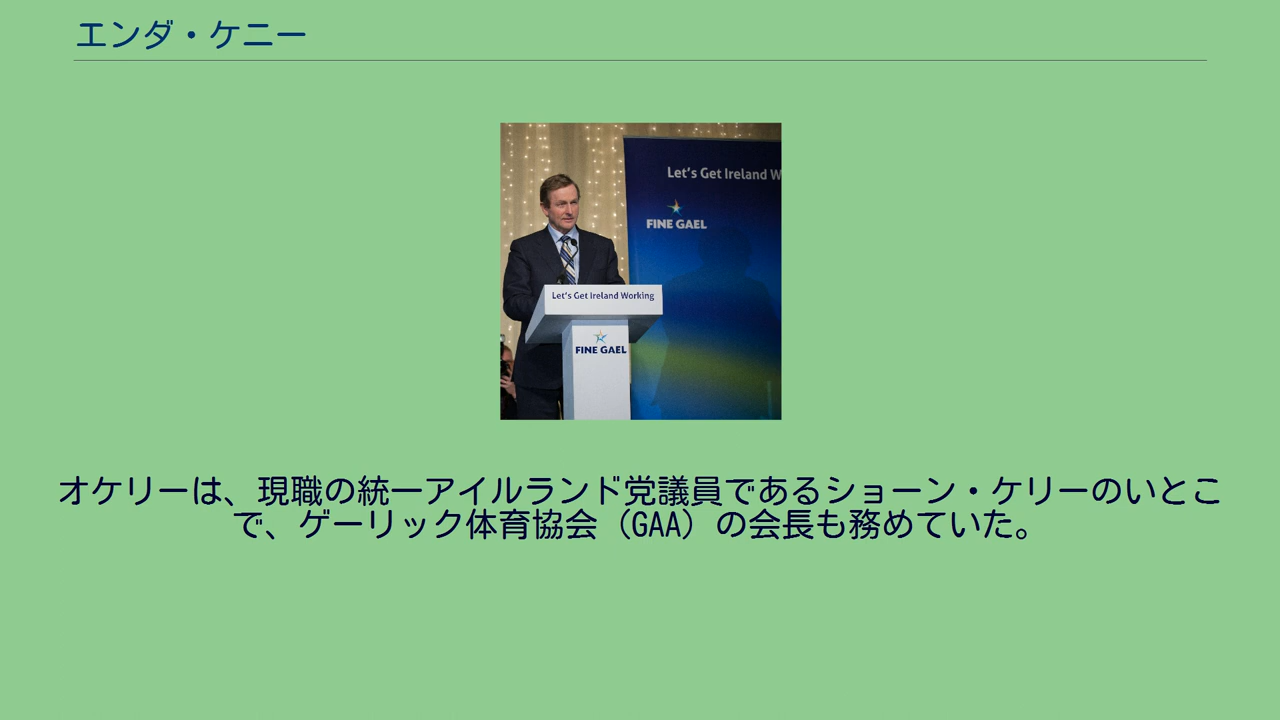 エンダ・ケニー
Let's Get Ireland W
FINE GAEL
Let's Get Ireland Working
FINE GAEL
オケリーは、現職の統一アイルランド党議員であるショーン・ケリーのいとこ
で、ゲーリック体育協会（GAA）の会長も務めていた。